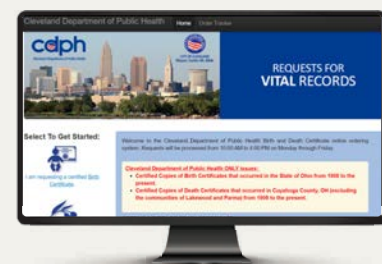 Cleveland Department of Public Health Home Order Tracker
cdph
REQUESTS FOR
VITAL RECORDS
Select To Get Started:
I am requesting a certified Birth
Certificate
Welcome to the Cleveland Department of Public Health Birth and Death Certificate online ordering
system. Requests will be processed from 10:00 AM to 4:00 PM on Monday through Friday.
Cleveland Department of Public Health ONLY issues:
Certified Copies of Birth Certificates that occurred in the State of Ohio from 1908 to the
present.
Certified Copies of Death Certificates that occurred in Cuyahoga County, OH (excluding
the communities of Lakewood and Parma) from 1908 to the present.